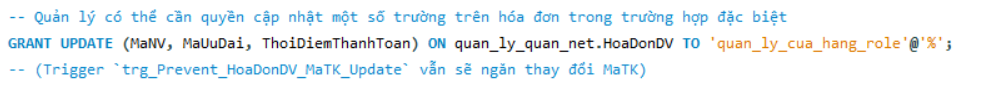 -- Quản lý có thể cần quyền cập nhật một số trường trên hóa đơn trong trường hợp đặc biệt
GRANT UPDATE (MaNV, MaUuDai, ThoiDiemThanhToan) ON quan_ly_quan_net.HoaDonDV TO 'quan_ly_cua_hang_role'@'%';
-- (Trigger `trg_Prevent_HoaDonDV_MaTK_Update` vẫn sẽ ngăn thay đổi MaTK)